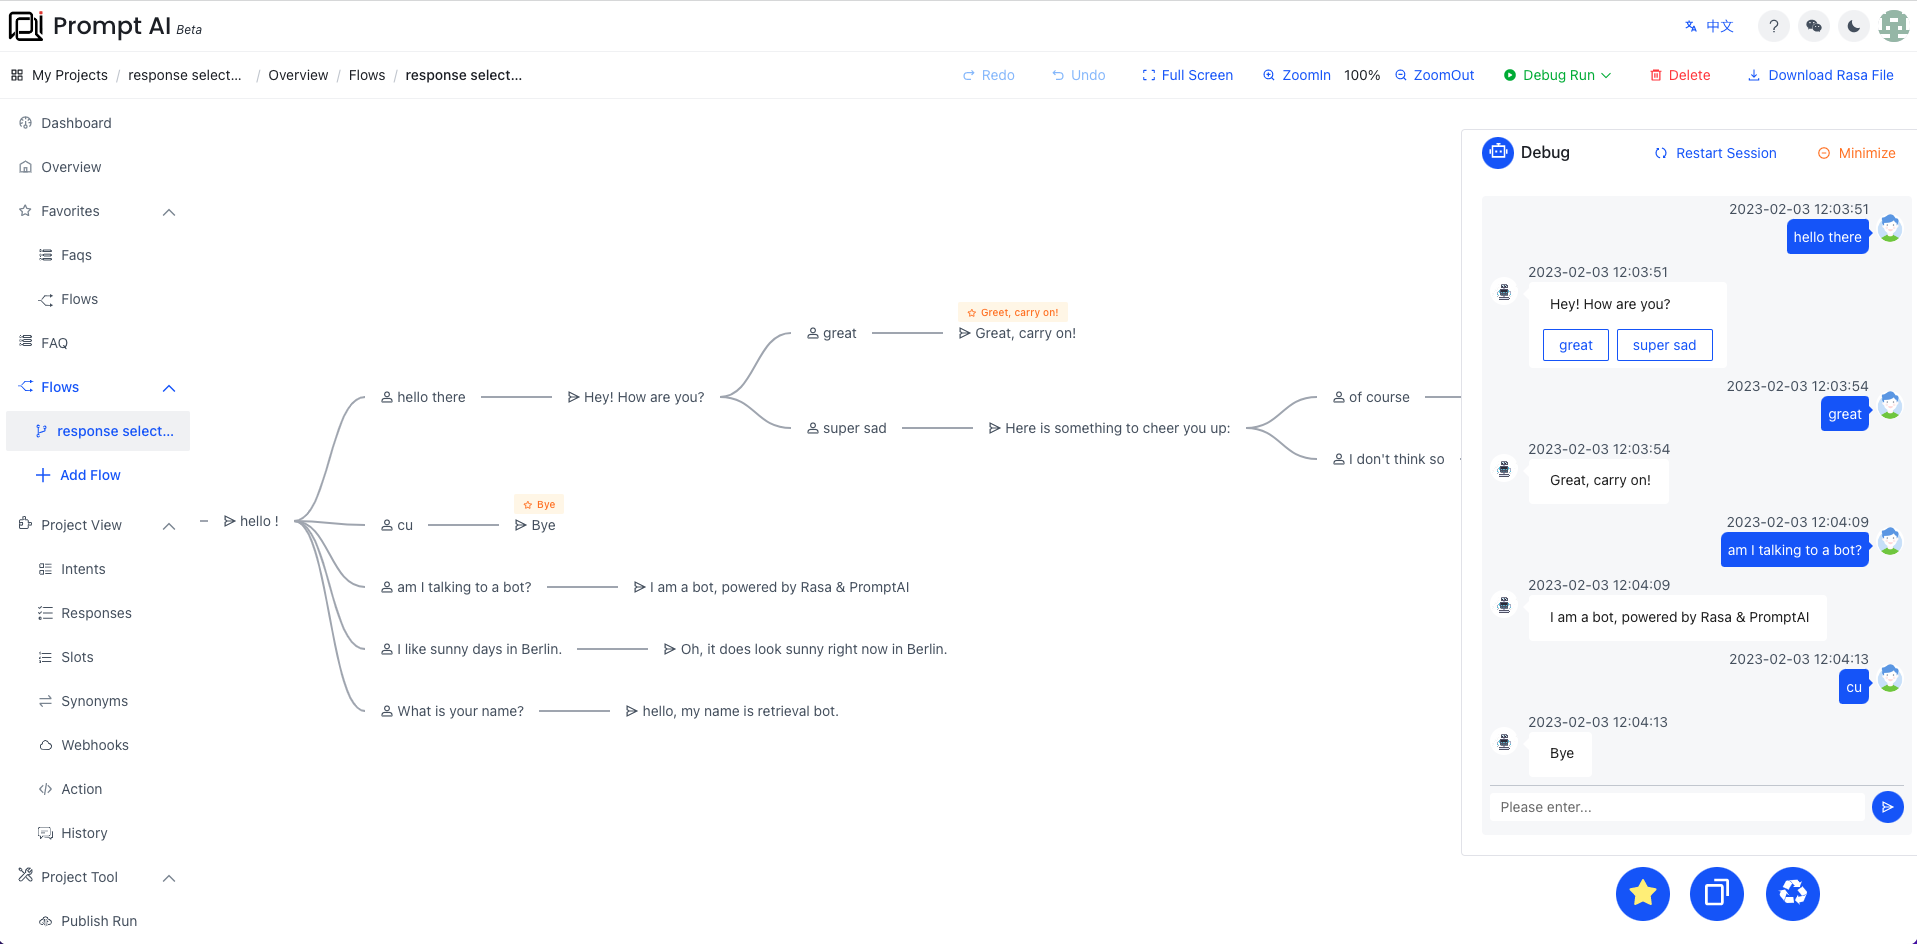 Prompt AI Beta
中文
?
My Projects / response select... / Overview / Flows / response select...
Redo
Undo
Full Screen
ZoomIn
100%
ZoomOut
Debug Run
Delete
Download Rasa File
Dashboard
Overview
Favorites
Faqs
Flows
FAQ
Flows
response select...
Add Flow
Project View
Intents
Responses
Slots
Synonyms
Webhooks
Action
History
Project Tool
Publish Run
hello !
hello there
Hey! How are you?
great
Greet, carry on!
Great, carry on!
super sad
Here is something to cheer you up:
of course
I don't think so
cu
Bye
Bye
am I talking to a bot?
I am a bot, powered by Rasa & PromptAI
I like sunny days in Berlin.
Oh, it does look sunny right now in Berlin.
What is your name?
hello, my name is retrieval bot.
Debug
Restart Session
Minimize
2023-02-03 12:03:51
hello there
2023-02-03 12:03:51
Hey! How are you?
great
super sad
2023-02-03 12:03:54
great
2023-02-03 12:03:54
Great, carry on!
2023-02-03 12:04:09
am I talking to a bot?
2023-02-03 12:04:09
I am a bot, powered by Rasa & PromptAI
2023-02-03 12:04:13
cu
2023-02-03 12:04:13
Bye
Please enter...